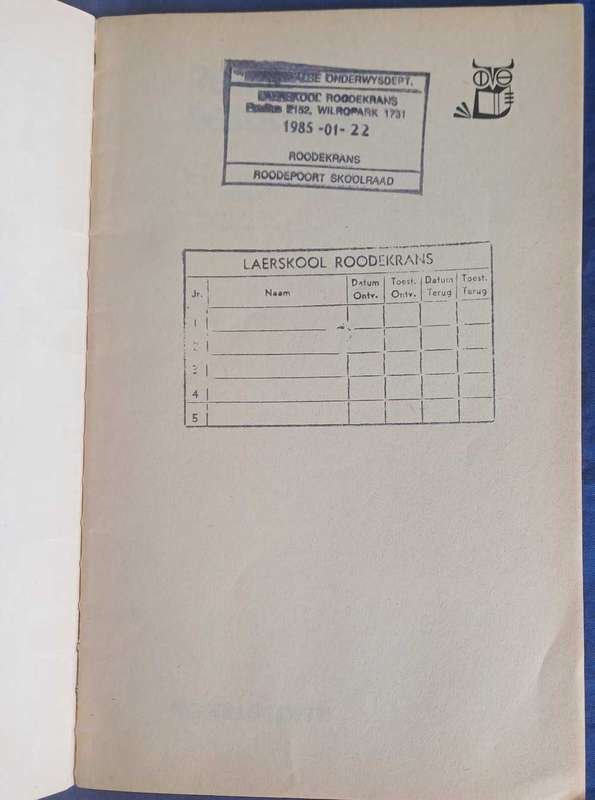 ONDERWYSDEPT.
LAERSKOOL ROODEKRANS
WILROPARK 1731
1985-01-22
ROODEKRANS
ROODEPOORT SKOOLRAAD
LAERSKOOL ROODEKRANS
Jr. Naam Datum Ontv. Toest. Ontv. Datum Terug Toest. Terug
1
2
3
4
5